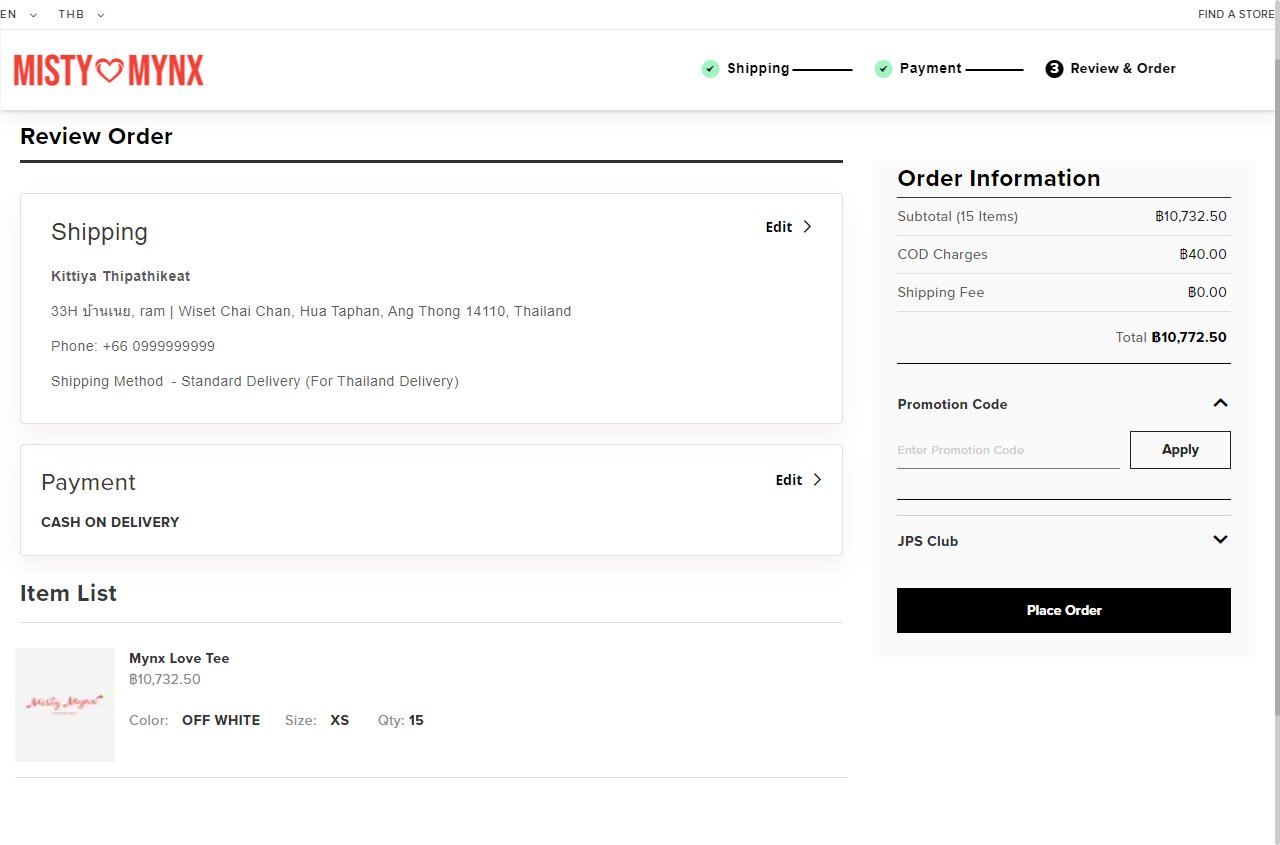 EN THB FIND A STORE
MISTY MYNX
Shipping Payment 3 Review & Order
Review Order
Shipping
Edit
Kittiya Thipathikeat
33H บ้านเนย, ram | Wiset Chai Chan, Hua Taphan, Ang Thong 14110, Thailand
Phone: +66 0999999999
Shipping Method - Standard Delivery (For Thailand Delivery)
Payment
Edit
CASH ON DELIVERY
Item List
Misty Mynx
Mynx Love Tee
฿10,732.50
Color: OFF WHITE Size: XS Qty: 15
Order Information
Subtotal (15 Items) ฿10,732.50
COD Charges ฿40.00
Shipping Fee ฿0.00
Total ฿10,772.50
Promotion Code
Enter Promotion Code Apply
JPS Club
Place Order